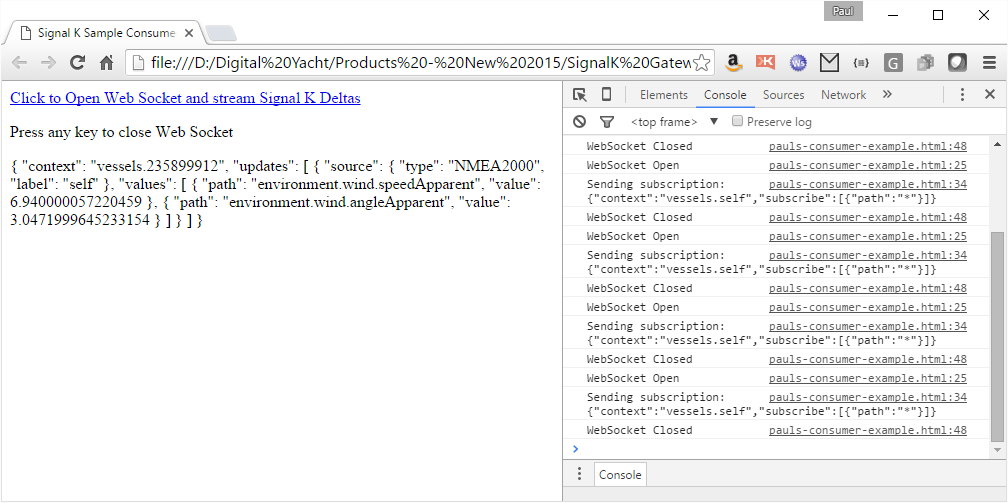 Paul
Signal K Sample Consume
file:///D:/Digital%20Yacht/Products%20-%20New%202015/SignalK%20Gatew
Click to Open Web Socket and stream Signal K Deltas
Press any key to close Web Socket
{ "context": "vessels.235899912", "updates": [ { "source": { "type": "NMEA2000",
"label": "self" }, "values": [ { "path": "environment.wind.speedApparent", "value":
6.940000057220459 }, { "path": "environment.wind.angleApparent", "value":
3.0471999645233154 } ] } ] }
Elements Console Sources Network
<top frame> Preserve log
WebSocket Closed pauls-consumer-example.html:48
WebSocket Open pauls-consumer-example.html:25
Sending subscription: pauls-consumer-example.html:34
{"context":"vessels.self","subscribe":[{"path":"*"}]}
WebSocket Closed pauls-consumer-example.html:48
WebSocket Open pauls-consumer-example.html:25
Sending subscription: pauls-consumer-example.html:34
{"context":"vessels.self","subscribe":[{"path":"*"}]}
WebSocket Closed pauls-consumer-example.html:48
WebSocket Open pauls-consumer-example.html:25
Sending subscription: pauls-consumer-example.html:34
{"context":"vessels.self","subscribe":[{"path":"*"}]}
WebSocket Closed pauls-consumer-example.html:48
WebSocket Open pauls-consumer-example.html:25
Sending subscription: pauls-consumer-example.html:34
{"context":"vessels.self","subscribe":[{"path":"*"}]}
WebSocket Closed pauls-consumer-example.html:48
Console